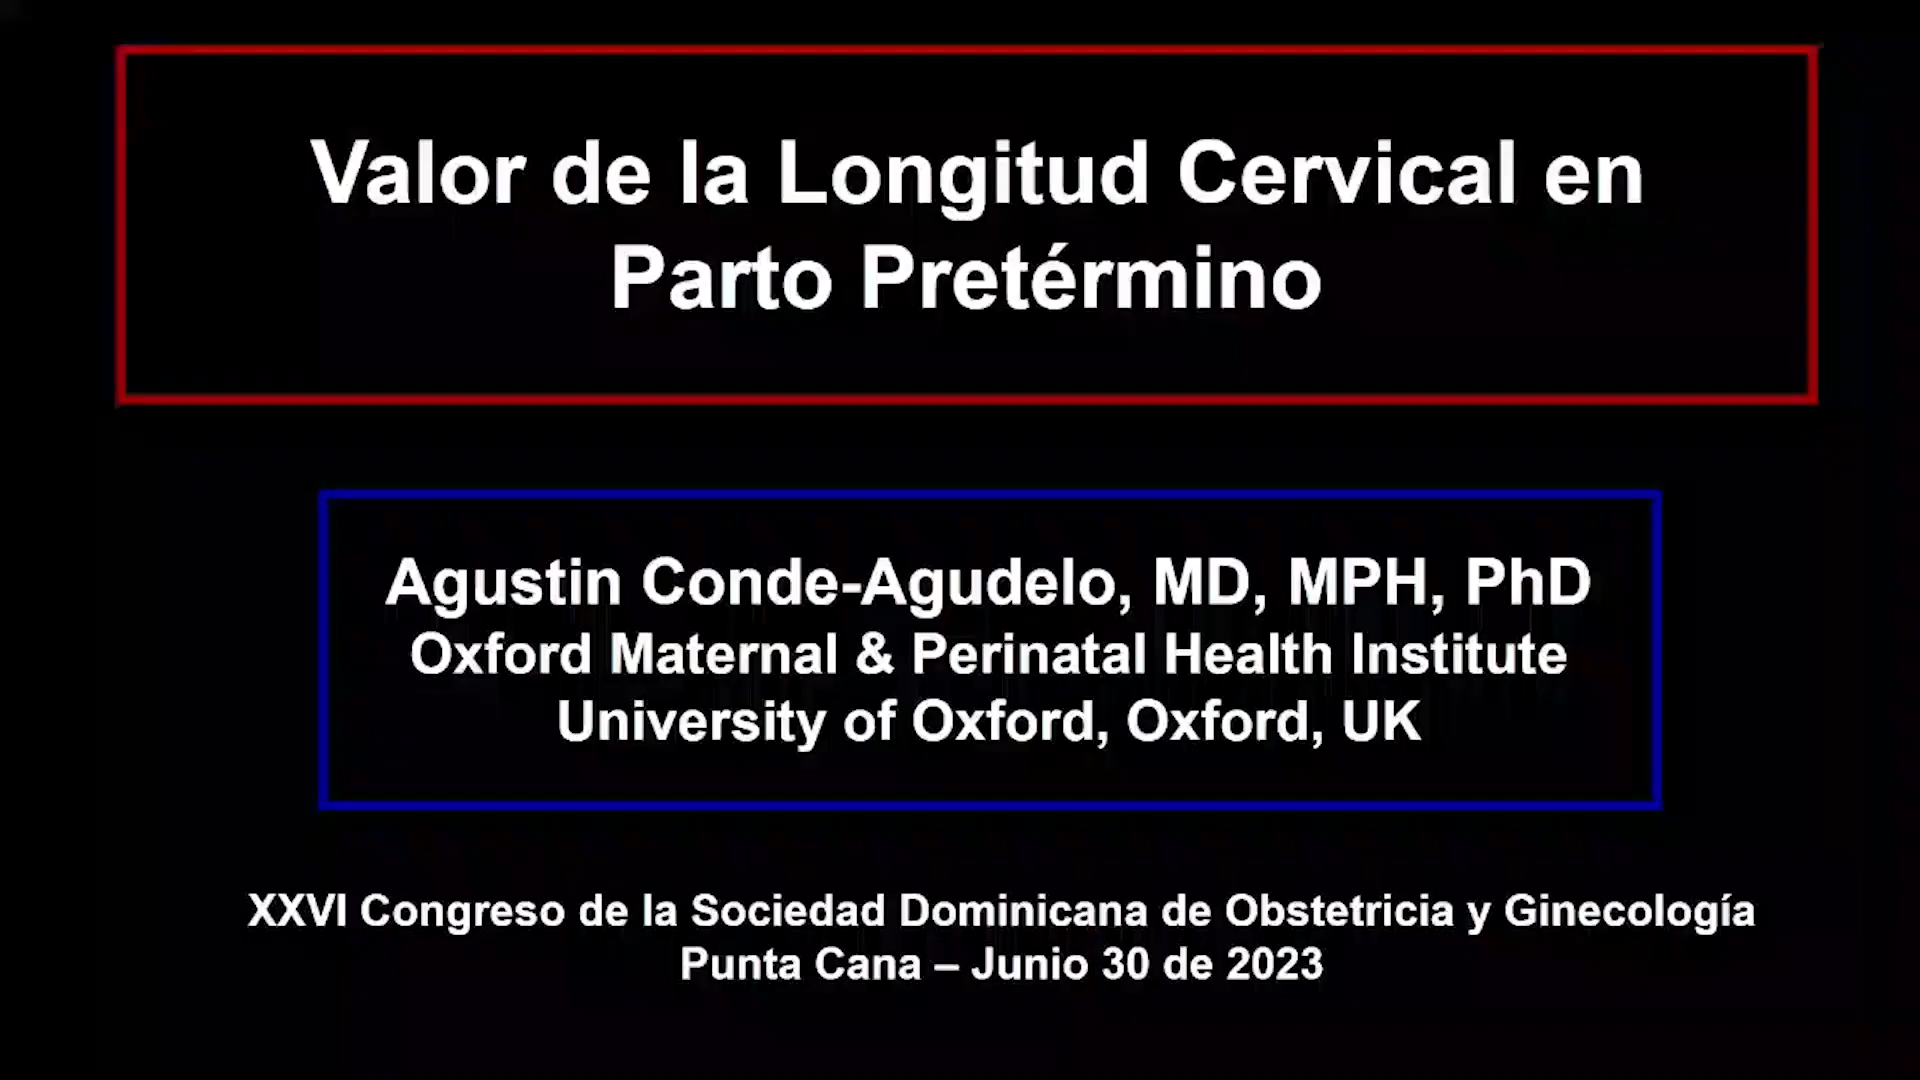 Valor de la Longitud Cervical en
Parto Pretérmino
Agustin Conde-Agudelo, MD, MPH, PhD
Oxford Maternal & Perinatal Health Institute
University of Oxford, Oxford, UK
XXVI Congreso de la Sociedad Dominicana de Obstetricia y Ginecología
Punta Cana – Junio 30 de 2023